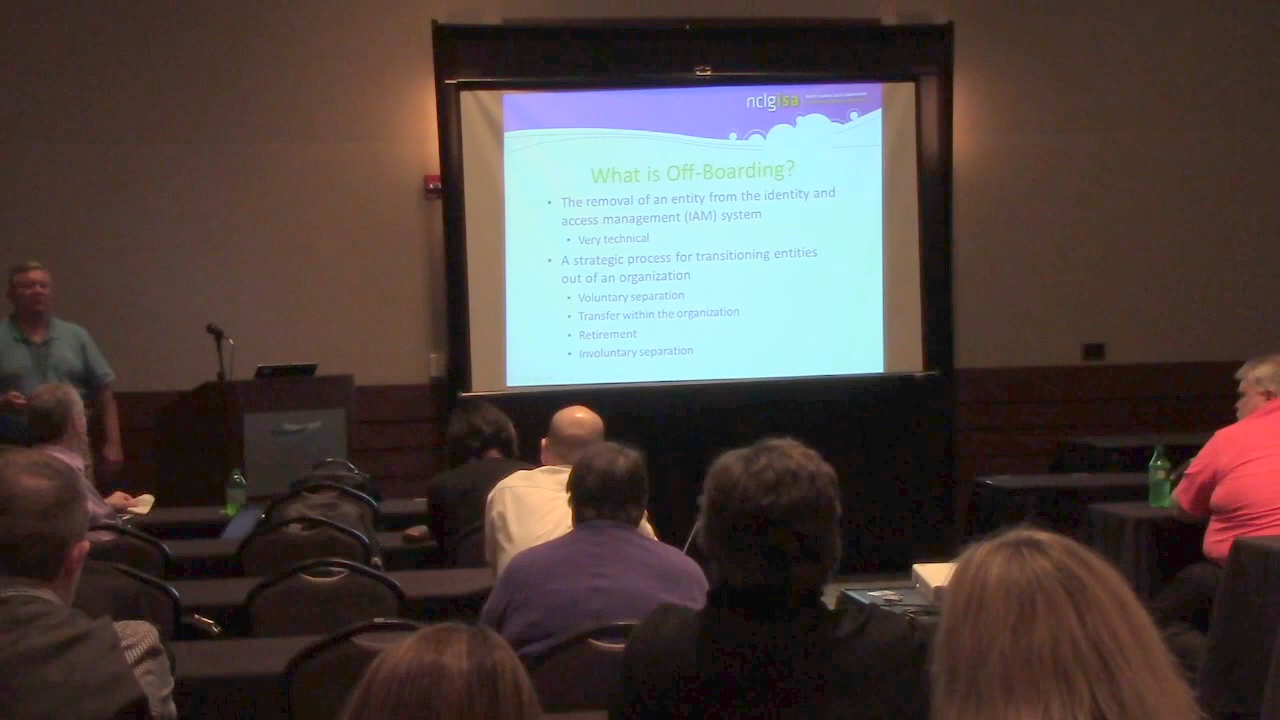 nclgisa
What is Off-Boarding?
• The removal of an entity from the identity and
access management (IAM) system
• Very technical
• A strategic process for transitioning entities
out of an organization
• Voluntary separation
• Transfer within the organization
• Retirement
• Involuntary separation